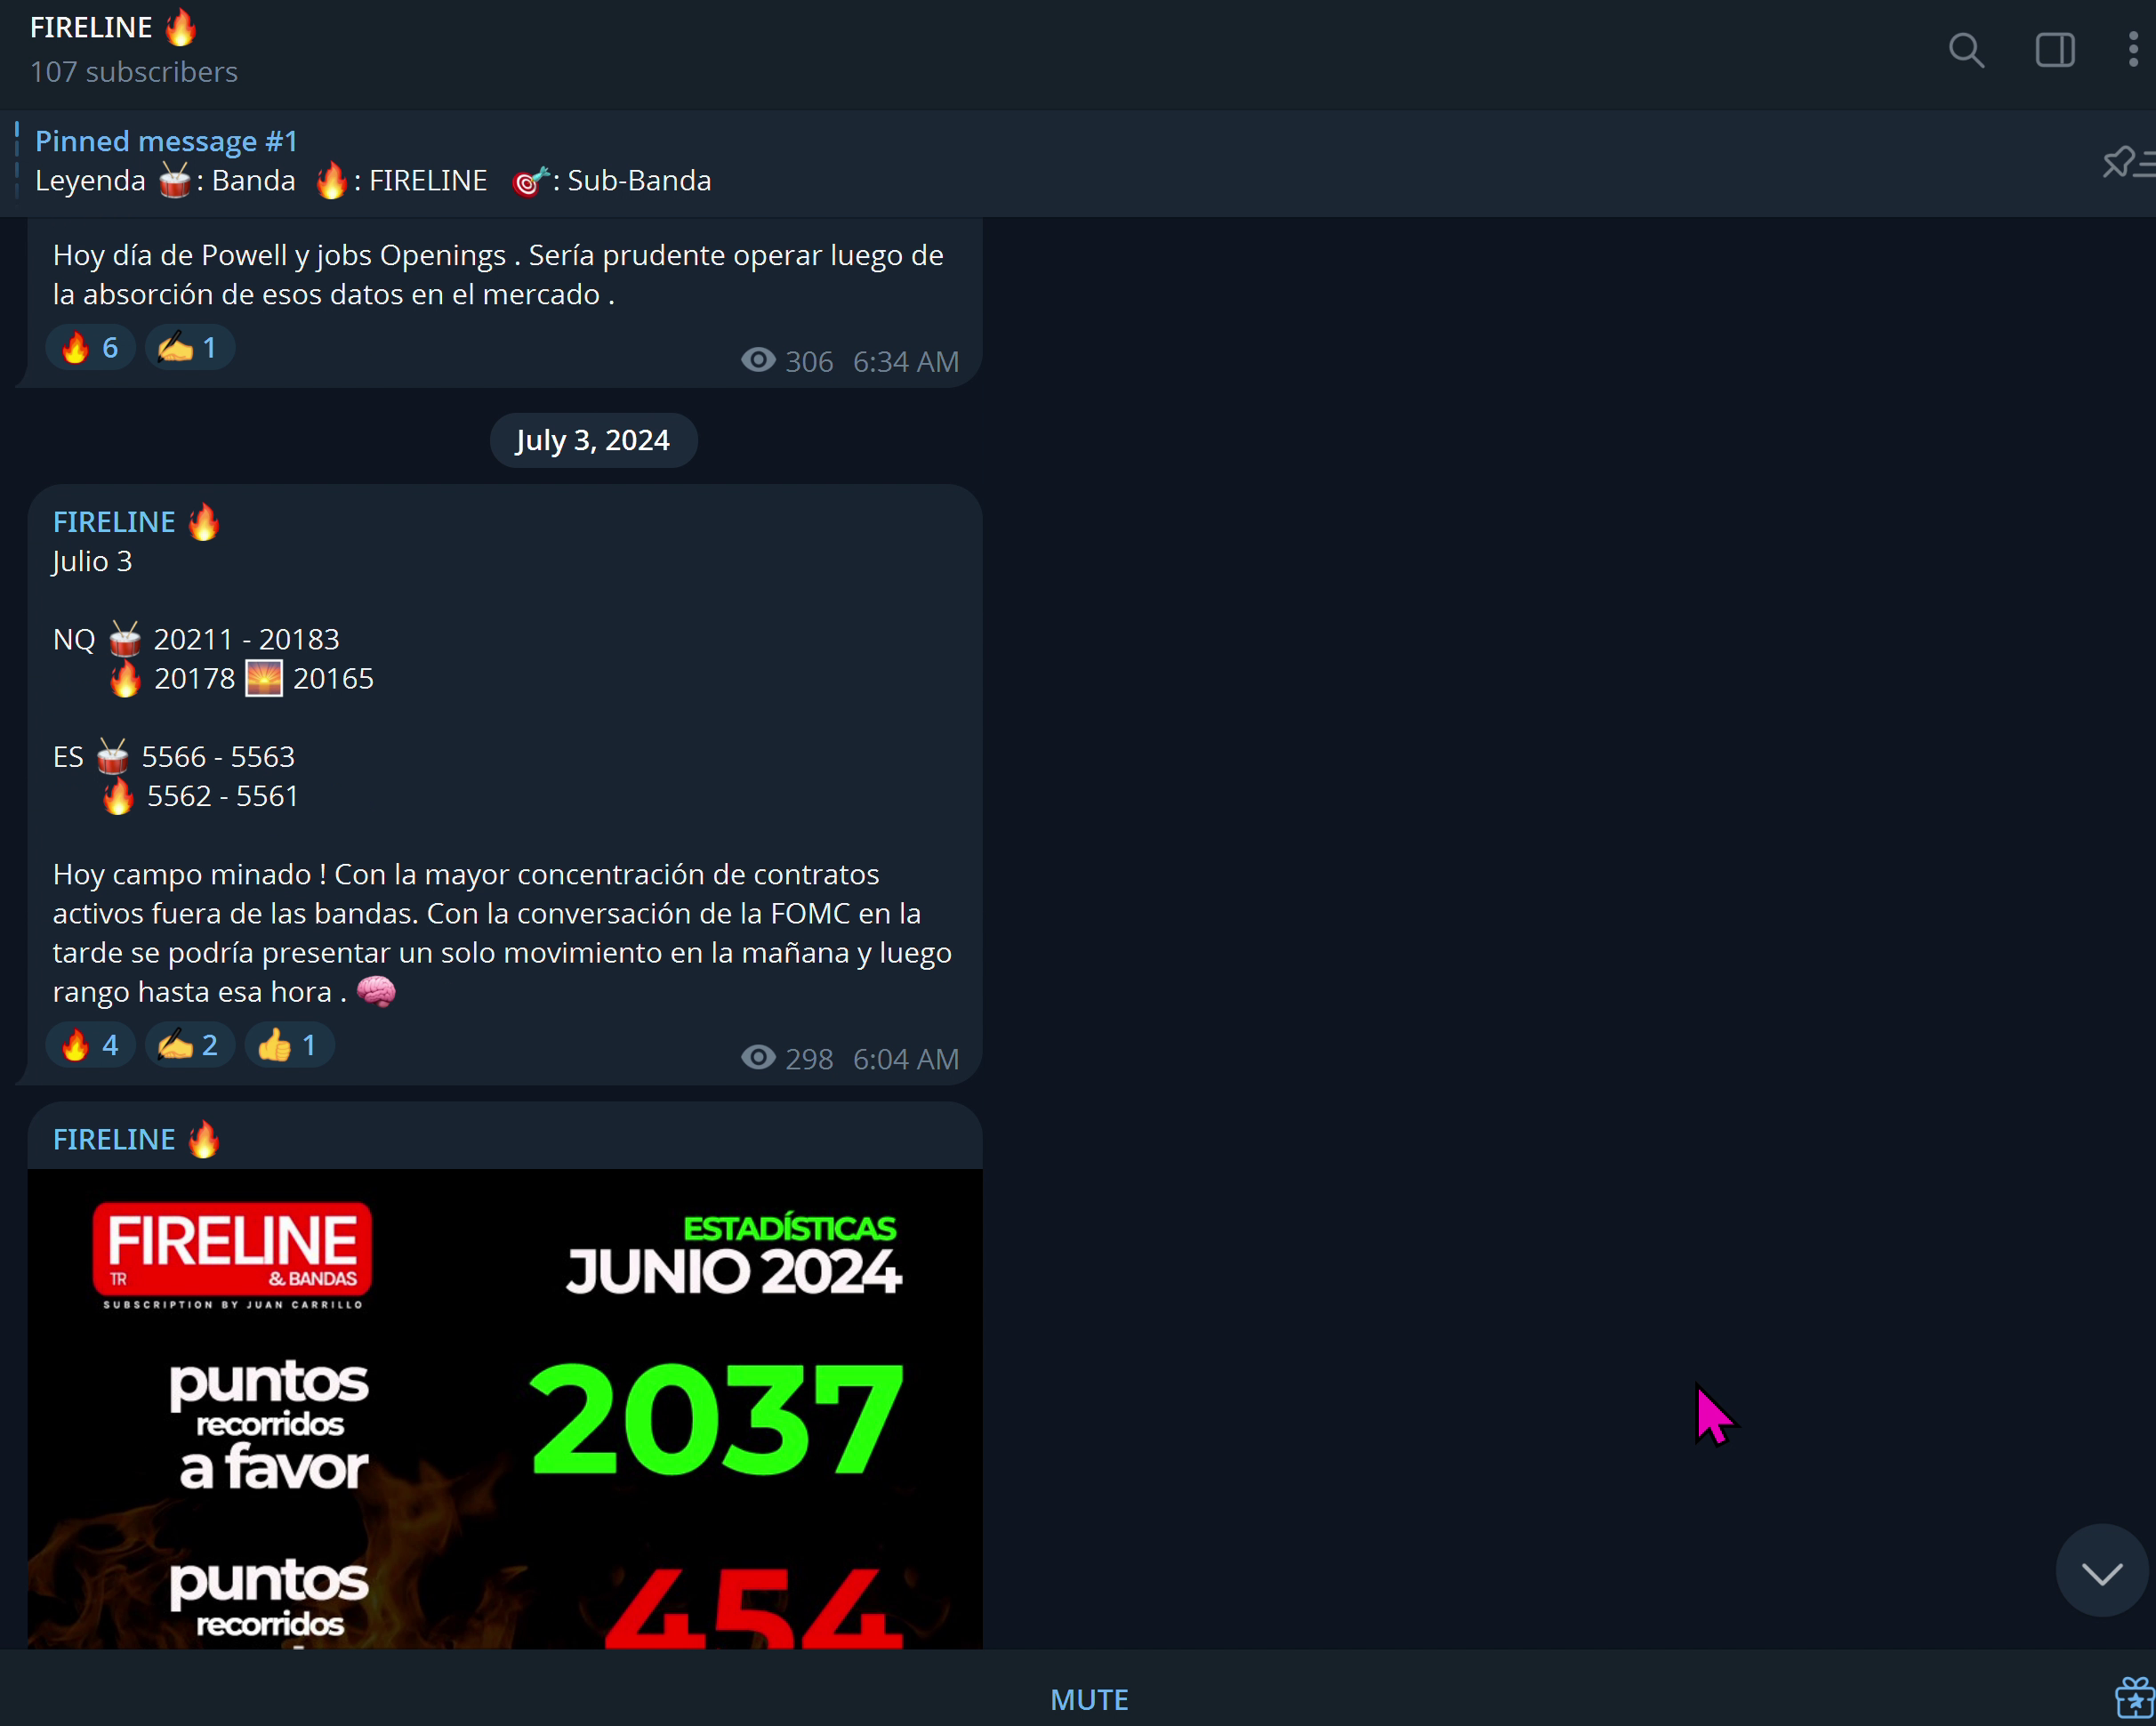 FIRELINE 🔥
107 subscribers
Pinned message #1
Leyenda 🥁: Banda 🔥: FIRELINE 🎯: Sub-Banda
Hoy día de Powell y jobs Openings . Sería prudente operar luego de
la absorción de esos datos en el mercado .
🔥 6 ✍️ 1
306 6:34 AM
July 3, 2024
FIRELINE 🔥
Julio 3
NQ 🥁 20211 - 20183
🔥 20178 🌅 20165
ES 🥁 5566 - 5563
🔥 5562 - 5561
Hoy campo minado ! Con la mayor concentración de contratos
activos fuera de las bandas. Con la conversación de la FOMC en la
tarde se podría presentar un solo movimiento en la mañana y luego
rango hasta esa hora . 🧠
🔥 4 ✍️ 2 👍 1
298 6:04 AM
FIRELINE 🔥
FIRELINE
TR & BANDAS
SUBSCRIPTION BY JUAN CARRILLO
ESTADÍSTICAS
JUNIO 2024
puntos
recorridos
a favor
2037
puntos
recorridos
454
MUTE